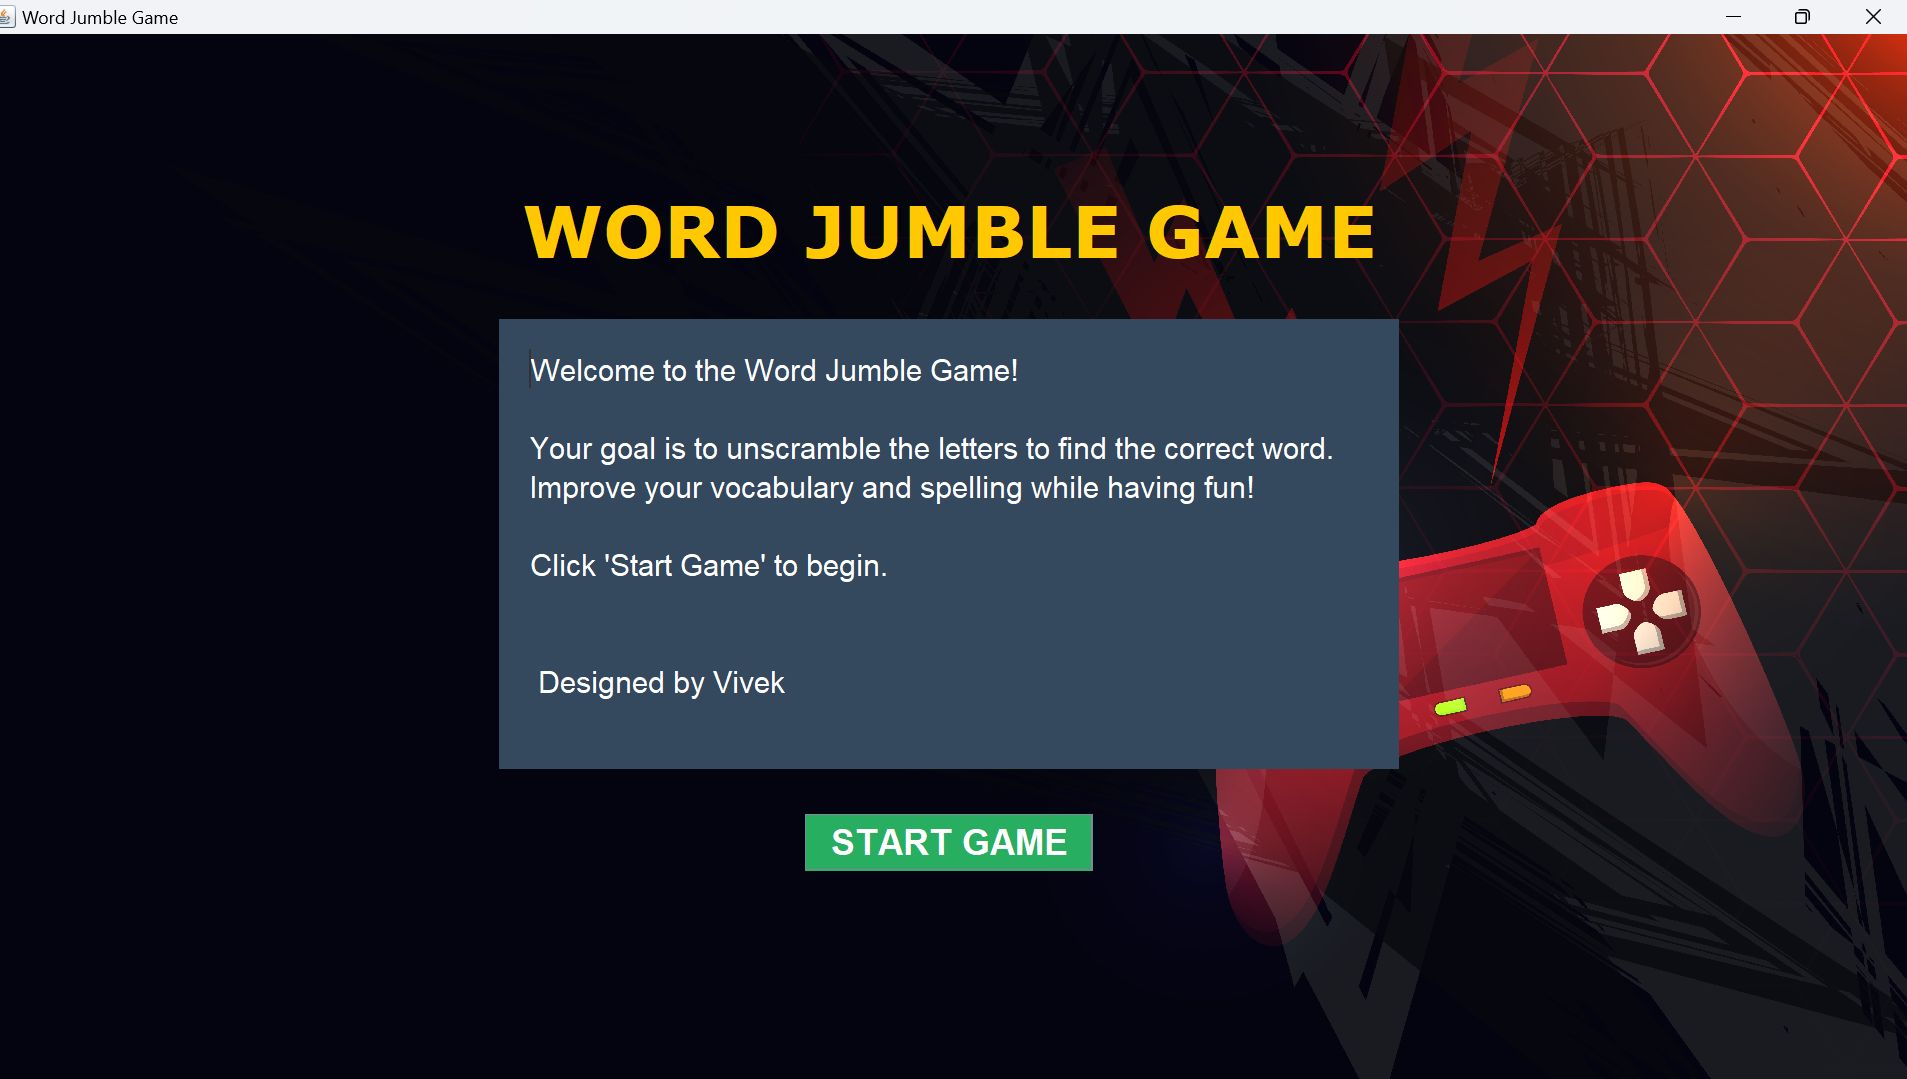 Word Jumble Game
WORD JUMBLE GAME
Welcome to the Word Jumble Game!
Your goal is to unscramble the letters to find the correct word.
Improve your vocabulary and spelling while having fun!
Click 'Start Game' to begin.
Designed by Vivek
START GAME